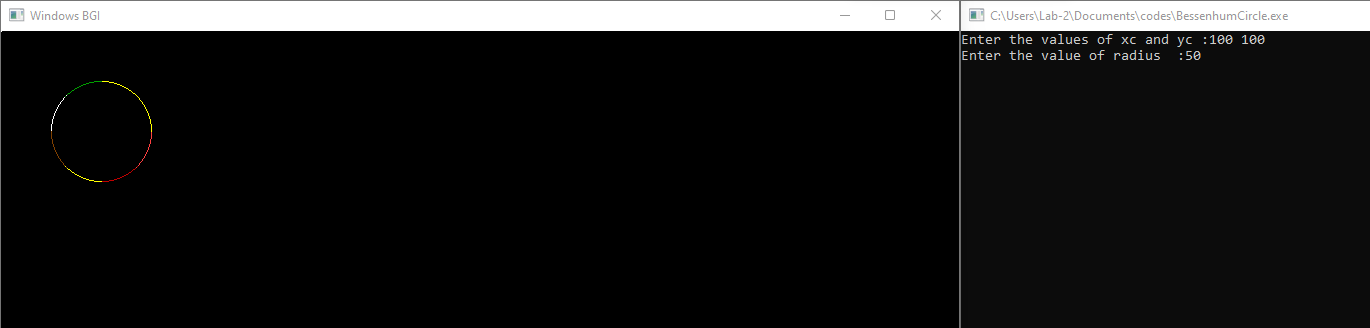 Windows BGI
C:\Users\Lab-2\Documents\codes\BessenhumCircle.exe
Enter the values of xc and yc :100 100
Enter the value of radius  :50